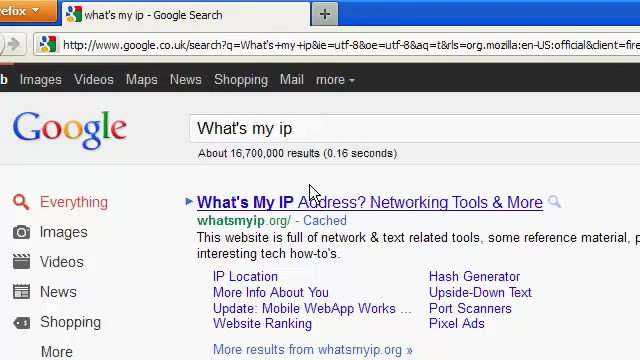 refox
what's my ip - Google Search
http://www.google.co.uk/search?q=What's+my+ip&ie=utf-8&oe=utf-8&aq=t&rls=org.mozilla:en-US:official&client=fire
b Images Videos Maps News Shopping Mail more
Google
What's my ip
About 16,700,000 results (0.16 seconds)
Everything
Images
Videos
News
Shopping
More
What's My IP Address? Networking Tools & More
whatsmyip.org/ - Cached
This website is full of network & text related tools, some reference material, p
interesting tech how-to's.
IP Location Hash Generator
More Info About You Upside-Down Text
Update: Mobile WebApp Works ... Port Scanners
Website Ranking Pixel Ads
More results from whatsmyip.org »